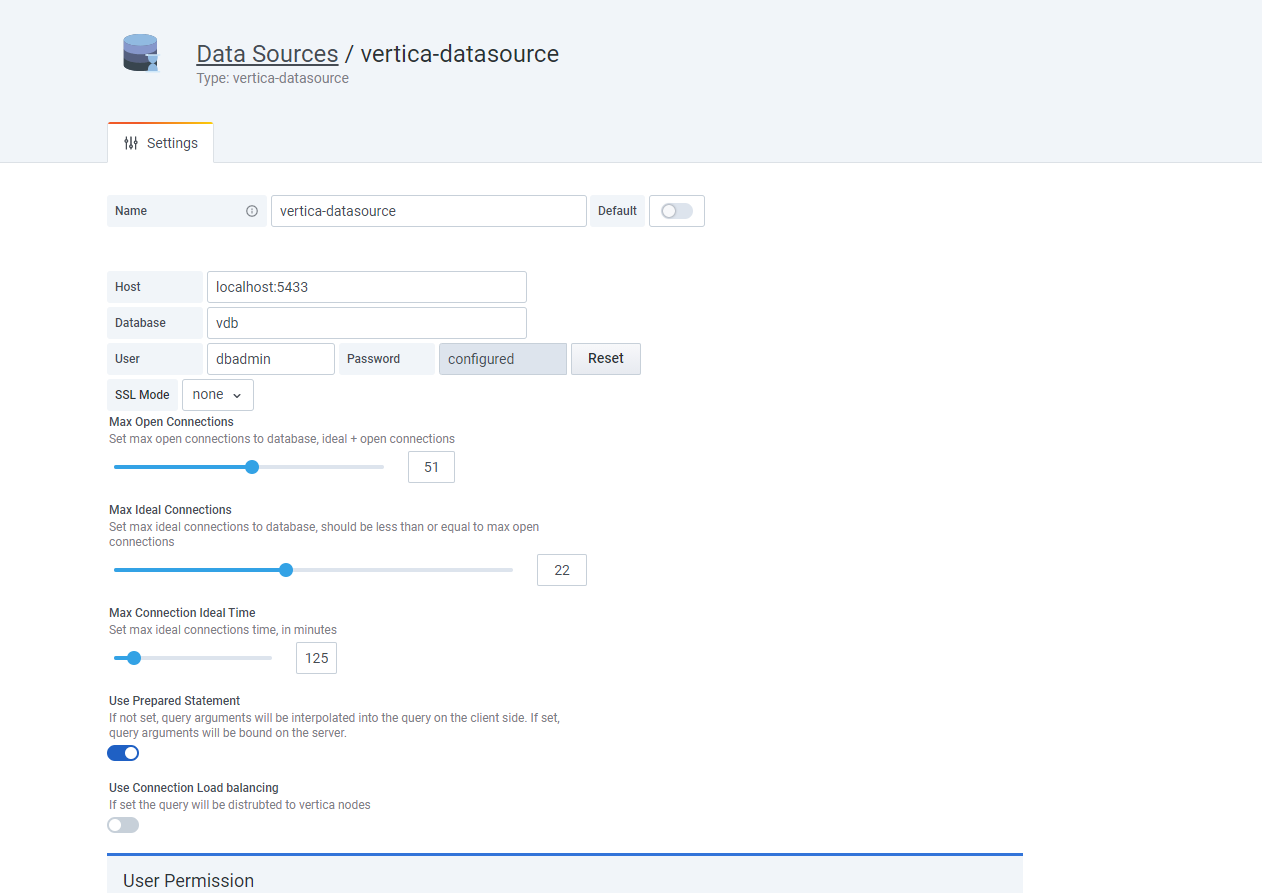 Data Sources / vertica-datasource
Type: vertica-datasource
Settings
Name vertica-datasource Default
Host localhost:5433
Database vdb
User dbadmin Password configured Reset
SSL Mode none
Max Open Connections
Set max open connections to database, ideal + open connections
51
Max Ideal Connections
Set max ideal connections to database, should be less than or equal to max open
connections
22
Max Connection Ideal Time
Set max ideal connections time, in minutes
125
Use Prepared Statement
If not set, query arguments will be interpolated into the query on the client side. If set,
query arguments will be bound on the server.
Use Connection Load balancing
If set the query will be distrubted to vertica nodes
User Permission